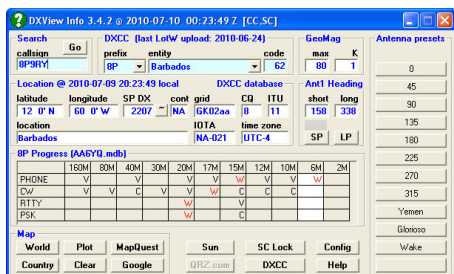 DXView Info 3.4.2 @ 2010-07-10 00:23:49 Z [CC,SC]
Search DXCC (last LotW upload: 2010-06-24) GeoMag Antenna presets
callsign Go prefix entity code max K
8P9RY 8P Barbados 62 80 1
0
Location @ 2010-07-09 20:23:49 local DXCC database Ant1 Heading
45
latitude longitude SP DX cont grid CQ ITU short long
12 0' N 60 0' W 2207 ~ NA GK02aa 8 11 158 338
90
location IOTA time zone
135
Barbados NA-021 UTC-4 SP LP
180
8P Progress (AA6YQ.mdb)
225
160M 80M 40M 30M 20M 17M 15M 12M 10M 6M 2M
PHONE V V V V W V V W
270
CW V V C V V W C C C
315
RTTY W V
Yemen
PSK W C
Glorioso
Map
World Plot MapQuest Sun SC Lock Config Wake
Country Clear Google QRZ.com DXCC Help